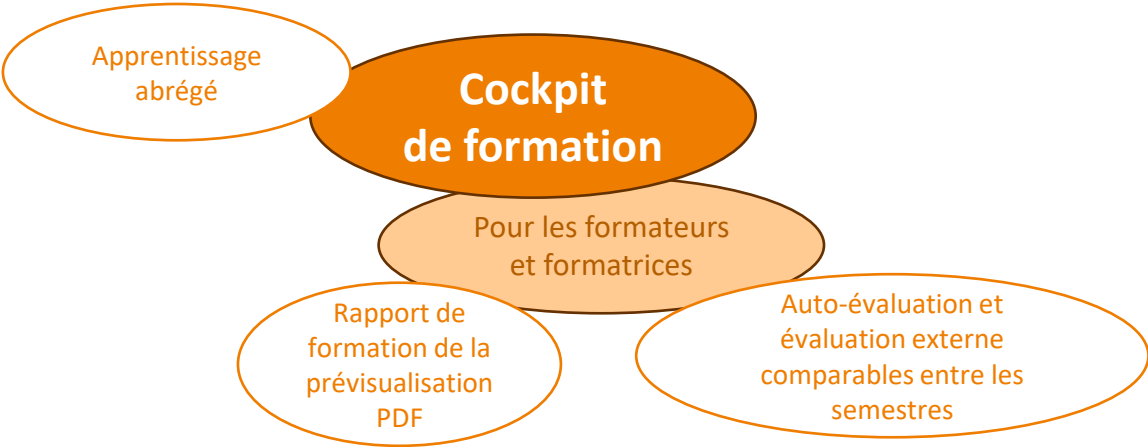 Apprentissage
abrégé
Cockpit
de formation
Pour les formateurs
et formatrices
Rapport de
formation de la
prévisualisation
PDF
Auto-évaluation et
évaluation externe
comparables entre les
semestres